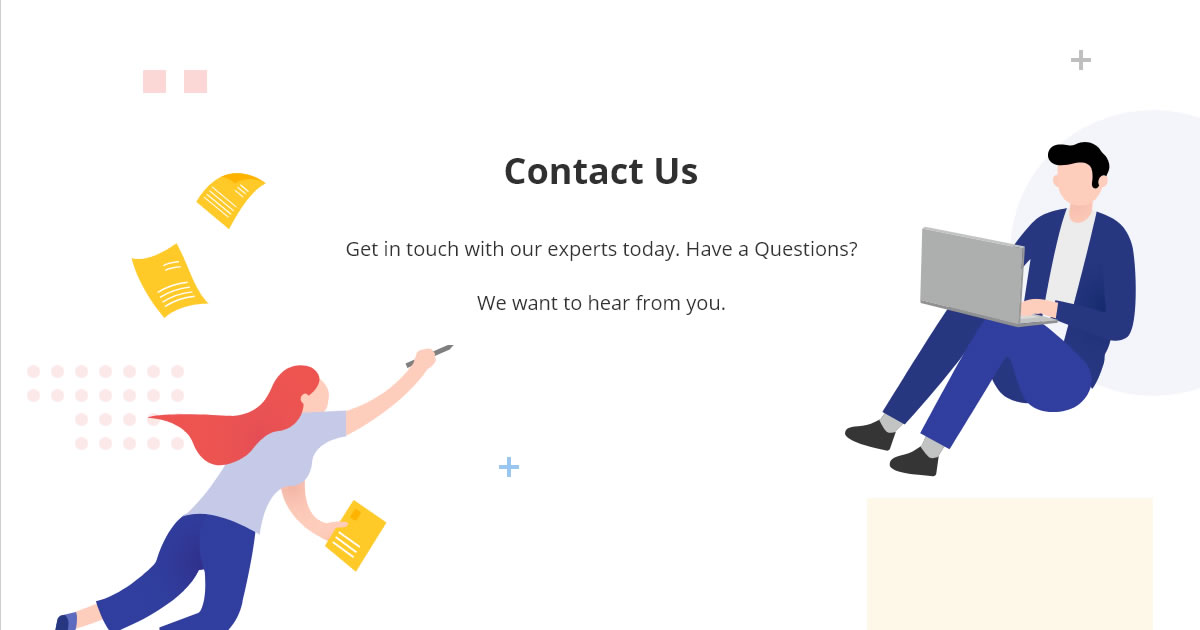 Contact Us
Get in touch with our experts today. Have a Questions?
We want to hear from you.